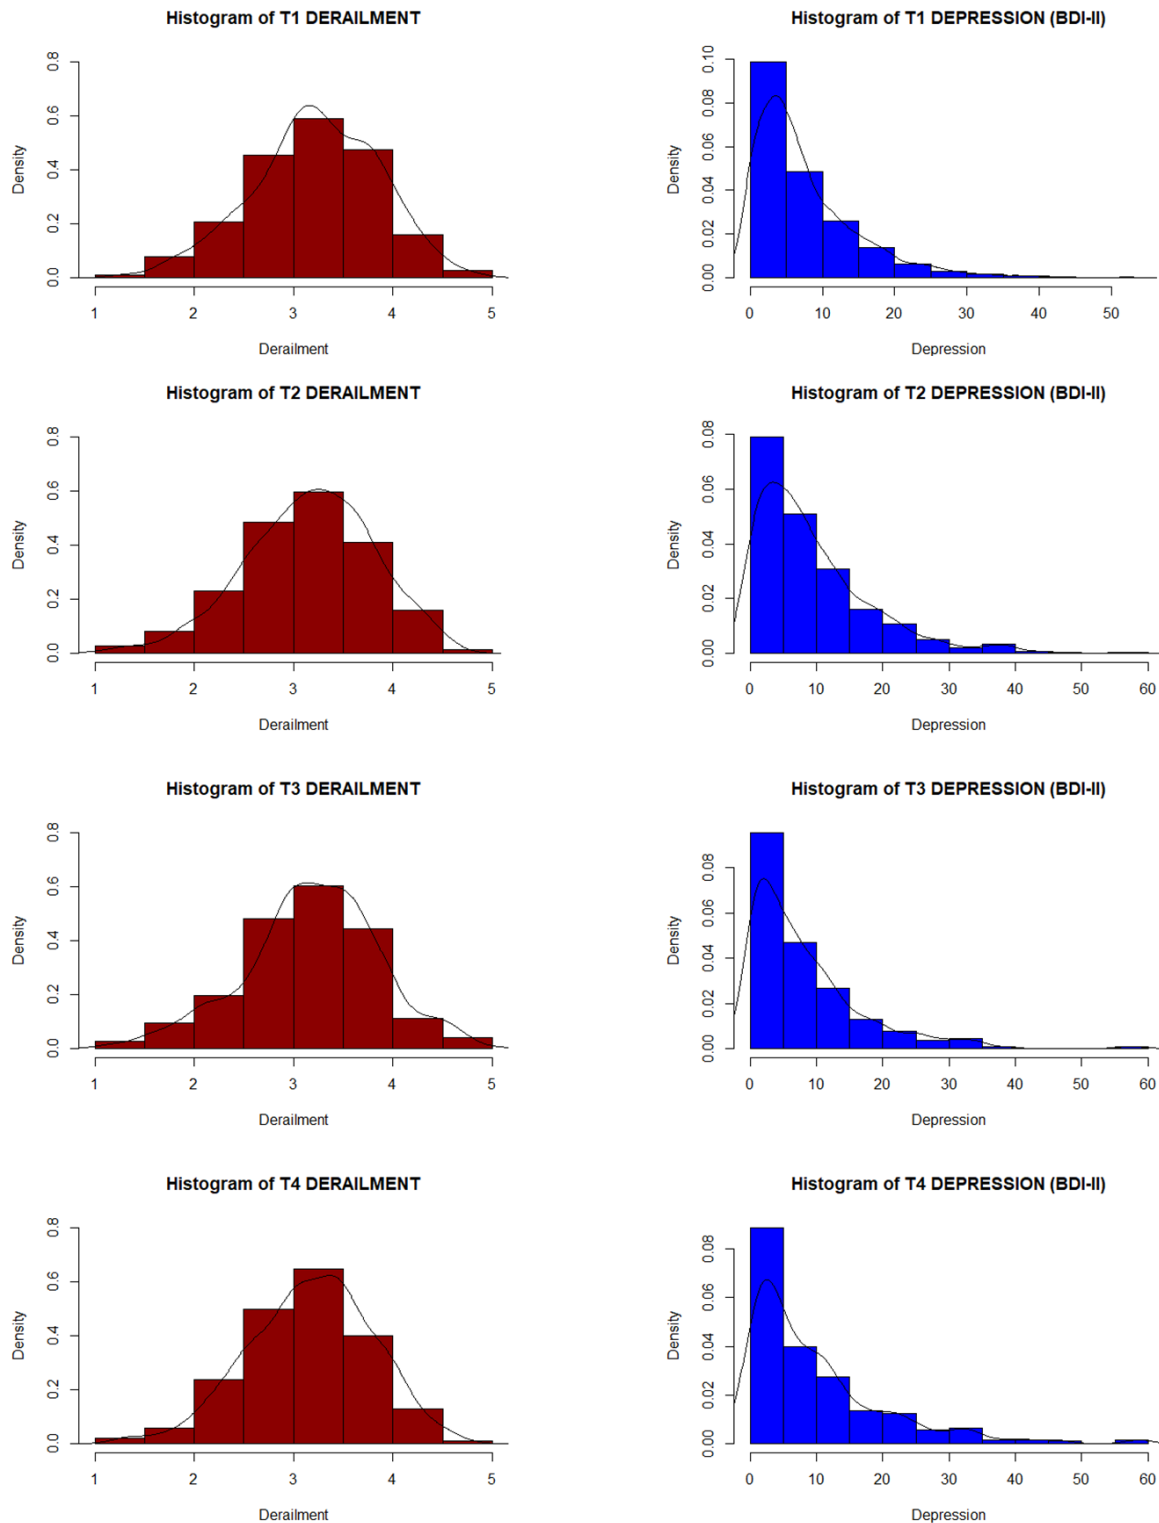 Histogram of T1 DERAILMENT
Density
0.0 0.2 0.4 0.6 0.8
1 2 3 4 5
Derailment
Histogram of T1 DEPRESSION (BDI-II)
Density
0.00 0.02 0.04 0.06 0.08 0.10
0 10 20 30 40 50
Depression
Histogram of T2 DERAILMENT
Density
0.0 0.2 0.4 0.6 0.8
1 2 3 4 5
Derailment
Histogram of T2 DEPRESSION (BDI-II)
Density
0.00 0.02 0.04 0.06 0.08
0 10 20 30 40 50 60
Depression
Histogram of T3 DERAILMENT
Density
0.0 0.2 0.4 0.6 0.8
1 2 3 4 5
Derailment
Histogram of T3 DEPRESSION (BDI-II)
Density
0.00 0.02 0.04 0.06 0.08
0 10 20 30 40 50 60
Depression
Histogram of T4 DERAILMENT
Density
0.0 0.2 0.4 0.6 0.8
1 2 3 4 5
Derailment
Histogram of T4 DEPRESSION (BDI-II)
Density
0.00 0.02 0.04 0.06 0.08
0 10 20 30 40 50 60
Depression